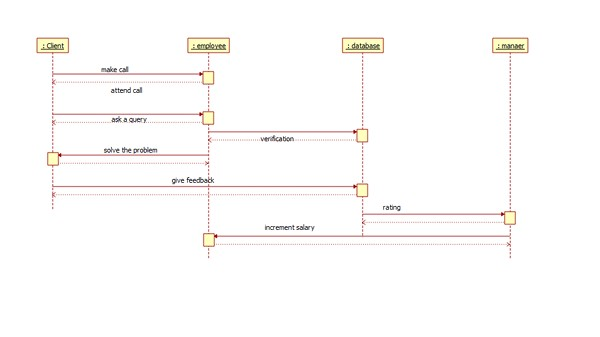 : Client
: employee
: database
: manaer
make call
attend call
ask a query
verification
solve the problem
give feedback
rating
increment salary